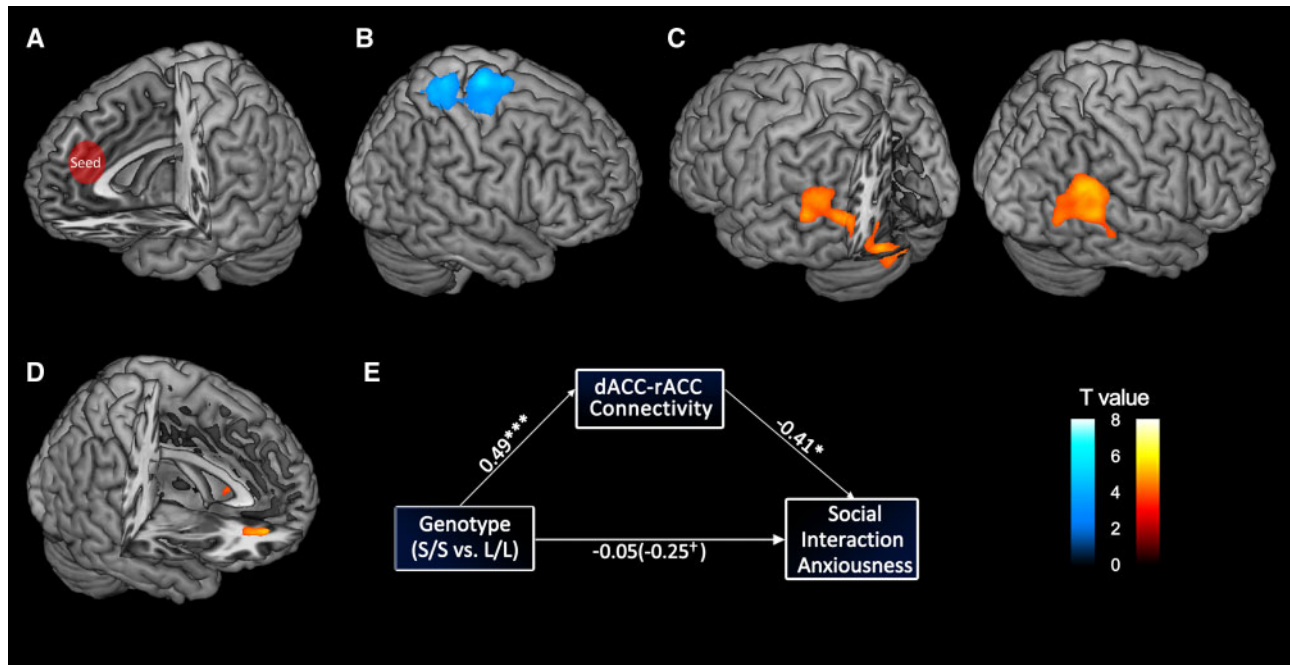 A
B
C
Seed
D
E
dACC-rACC
Connectivity
0.49***
-0.41*
Genotype
(S/S vs. L/L)
-0.05(-0.25†)
Social
Interaction
Anxiousness
T value
8
6
4
2
0